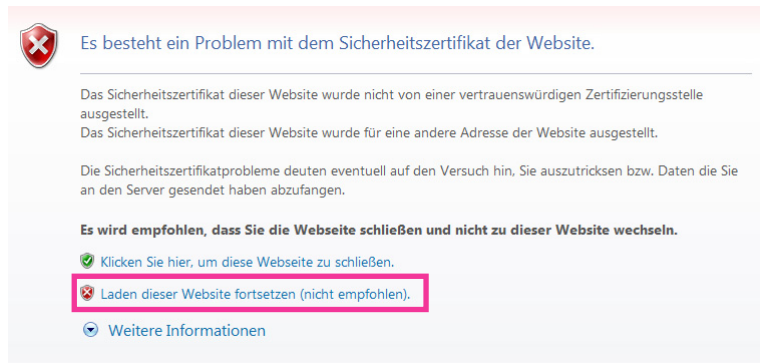 Es besteht ein Problem mit dem Sicherheitszertifikat der Website.
Das Sicherheitszertifikat dieser Website wurde nicht von einer vertrauenswürdigen Zertifizierungsstelle
ausgestellt.
Das Sicherheitszertifikat dieser Website wurde für eine andere Adresse der Website ausgestellt.
Die Sicherheitszertifikatprobleme deuten eventuell auf den Versuch hin, Sie auszutricksen bzw. Daten die Sie
an den Server gesendet haben abzufangen.
Es wird empfohlen, dass Sie die Webseite schließen und nicht zu dieser Website wechseln.
Klicken Sie hier, um diese Webseite zu schließen.
Laden dieser Website fortsetzen (nicht empfohlen).
Weitere Informationen